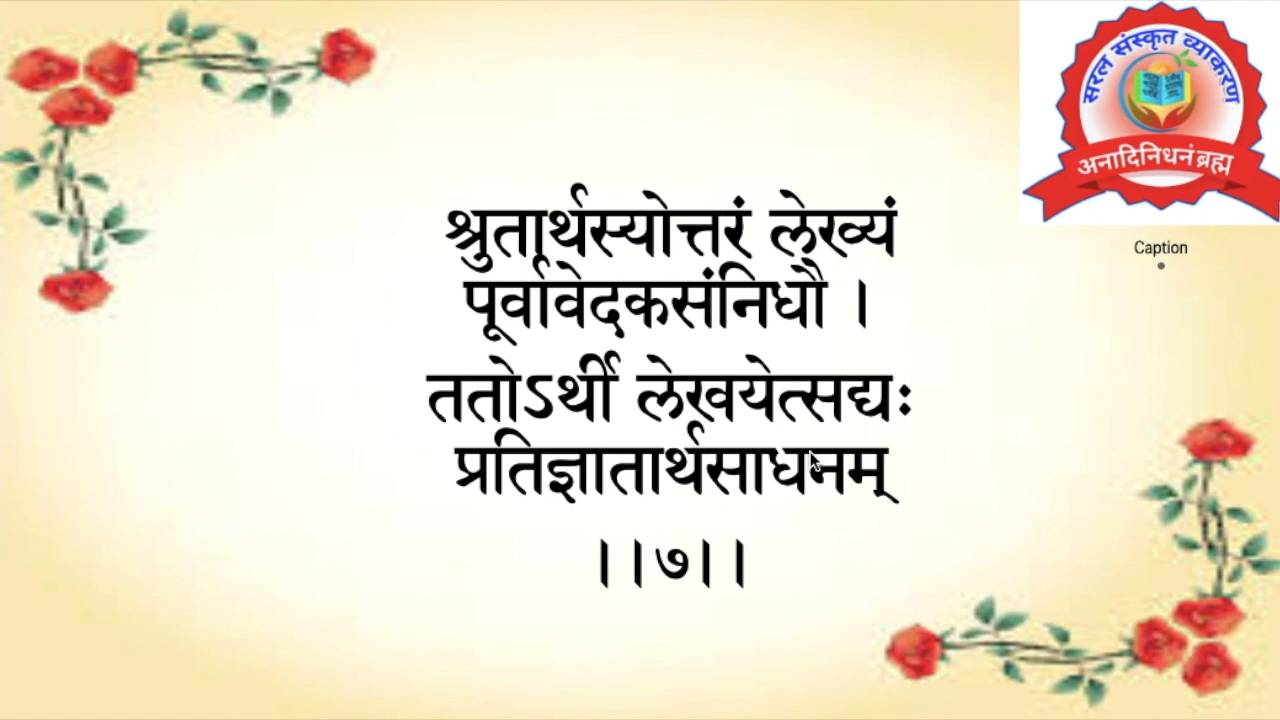 सरल संस्कृत व्याकरण
अनादिनिधनं ब्रह्म
Caption
श्रुतार्थस्योत्तरं लेख्यं
पूर्वावेदकसंनिधौ ।
ततोऽर्थी लेखयेत्सद्यः
प्रतिज्ञातार्थसाधनम्
।।७।।